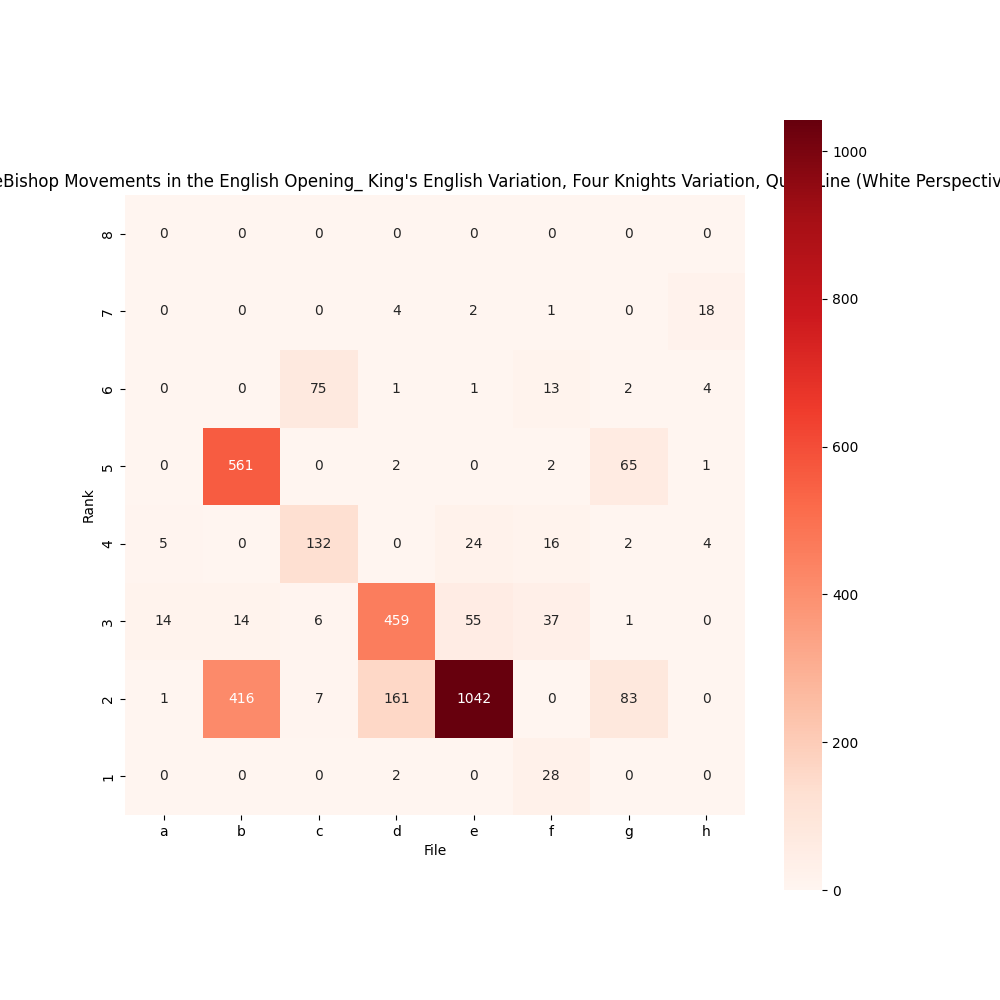 Bishop Movements in the English Opening_ King's English Variation, Four Knights Variation, Line (White
1000
8 0 0 0 0 0 0 0 0
7 0 0 0 4 2 1 0 18
800
6 0 0 75 1 1 13 2 4
600
5 0 561 0 2 0 2 65 1
Rank
4 5 0 132 0 24 16 2 4
400
3 14 14 6 459 55 37 1 0
2 1 416 7 161 1042 0 83 0
200
1 0 0 0 2 0 28 0 0
a b c d e f g h
File
0